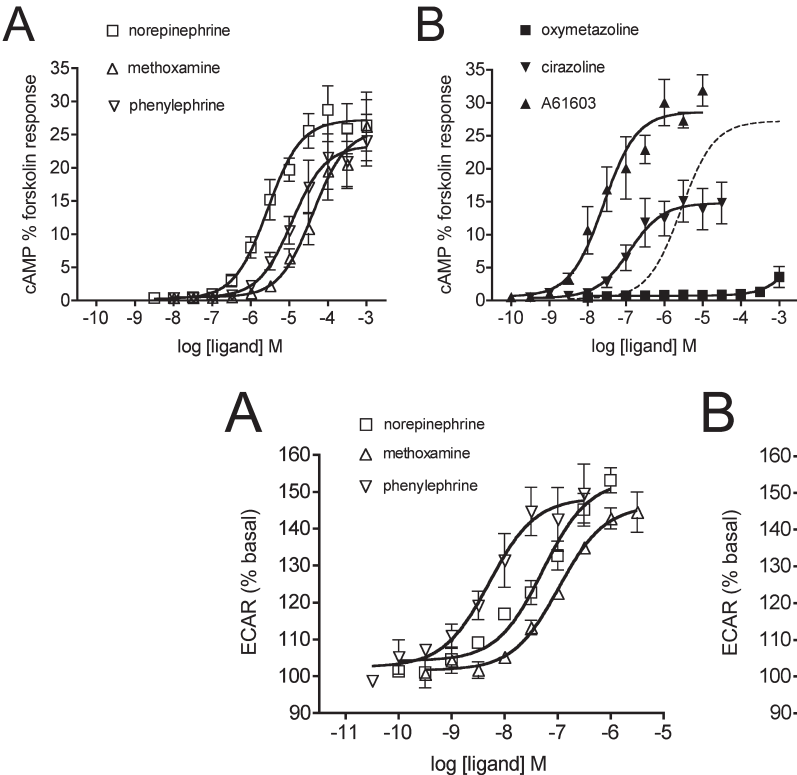 A
norepinephrine
methoxamine
phenylephrine
cAMP % forskolin response
35
30
25
20
15
10
5
0
-10 -9 -8 -7 -6 -5 -4 -3
log [ligand] M
B
oxymetazoline
cirazoline
A61603
cAMP % forskolin response
35
30
25
20
15
10
5
0
-10 -9 -8 -7 -6 -5 -4 -3
log [ligand] M
A
norepinephrine
methoxamine
phenylephrine
ECAR (% basal)
160
150
140
130
120
110
100
90
-11 -10 -9 -8 -7 -6 -5
log [ligand] M
B
ECAR (% basal)
160
150
140
130
120
110
100
90